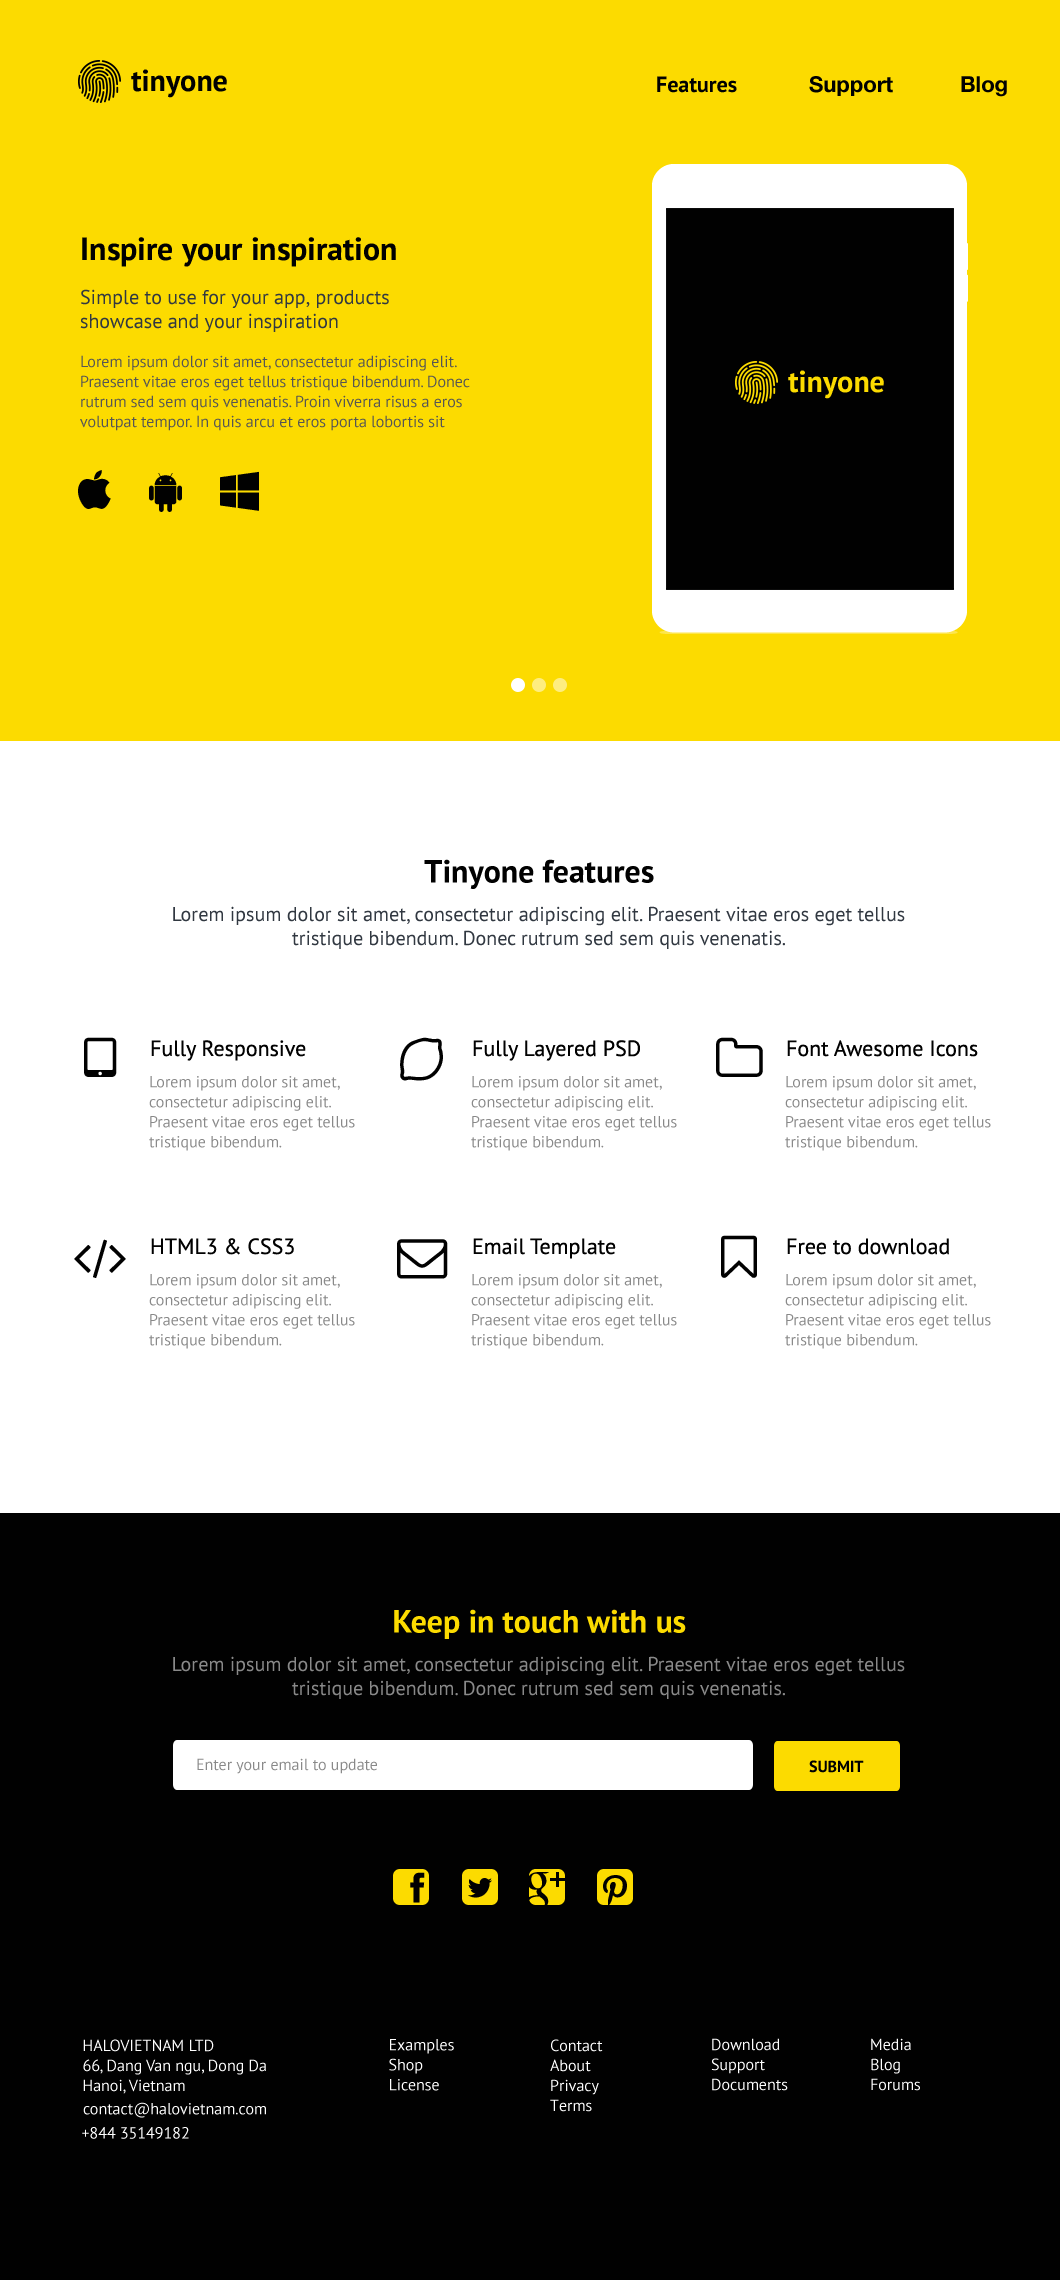 tinyone
Features
Support
Blog
Inspire your inspiration
Simple to use for your app, products
showcase and your inspiration
Lorem ipsum dolor sit amet, consectetur adipiscing elit.
Praesent vitae eros eget tellus tristique bibendum. Donec
rutrum sed sem quis venenatis. Proin viverra risus a eros
volutpat tempor. In quis arcu et eros porta lobortis sit
tinyone
Tinyone features
Lorem ipsum dolor sit amet, consectetur adipiscing elit. Praesent vitae eros eget tellus
tristique bibendum. Donec rutrum sed sem quis venenatis.
Fully Responsive
Lorem ipsum dolor sit amet,
consectetur adipiscing elit.
Praesent vitae eros eget tellus
tristique bibendum.
Fully Layered PSD
Lorem ipsum dolor sit amet,
consectetur adipiscing elit.
Praesent vitae eros eget tellus
tristique bibendum.
Font Awesome Icons
Lorem ipsum dolor sit amet,
consectetur adipiscing elit.
Praesent vitae eros eget tellus
tristique bibendum.
HTML3 & CSS3
Lorem ipsum dolor sit amet,
consectetur adipiscing elit.
Praesent vitae eros eget tellus
tristique bibendum.
Email Template
Lorem ipsum dolor sit amet,
consectetur adipiscing elit.
Praesent vitae eros eget tellus
tristique bibendum.
Free to download
Lorem ipsum dolor sit amet,
consectetur adipiscing elit.
Praesent vitae eros eget tellus
tristique bibendum.
Keep in touch with us
Lorem ipsum dolor sit amet, consectetur adipiscing elit. Praesent vitae eros eget tellus
tristique bibendum. Donec rutrum sed sem quis venenatis.
Enter your email to update
SUBMIT
HALOVIETNAM LTD
66, Dang Van ngu, Dong Da
Hanoi, Vietnam
contact@halovietnam.com
+844 35149182
Examples
Shop
License
Contact
About
Privacy
Terms
Download
Support
Documents
Media
Blog
Forums